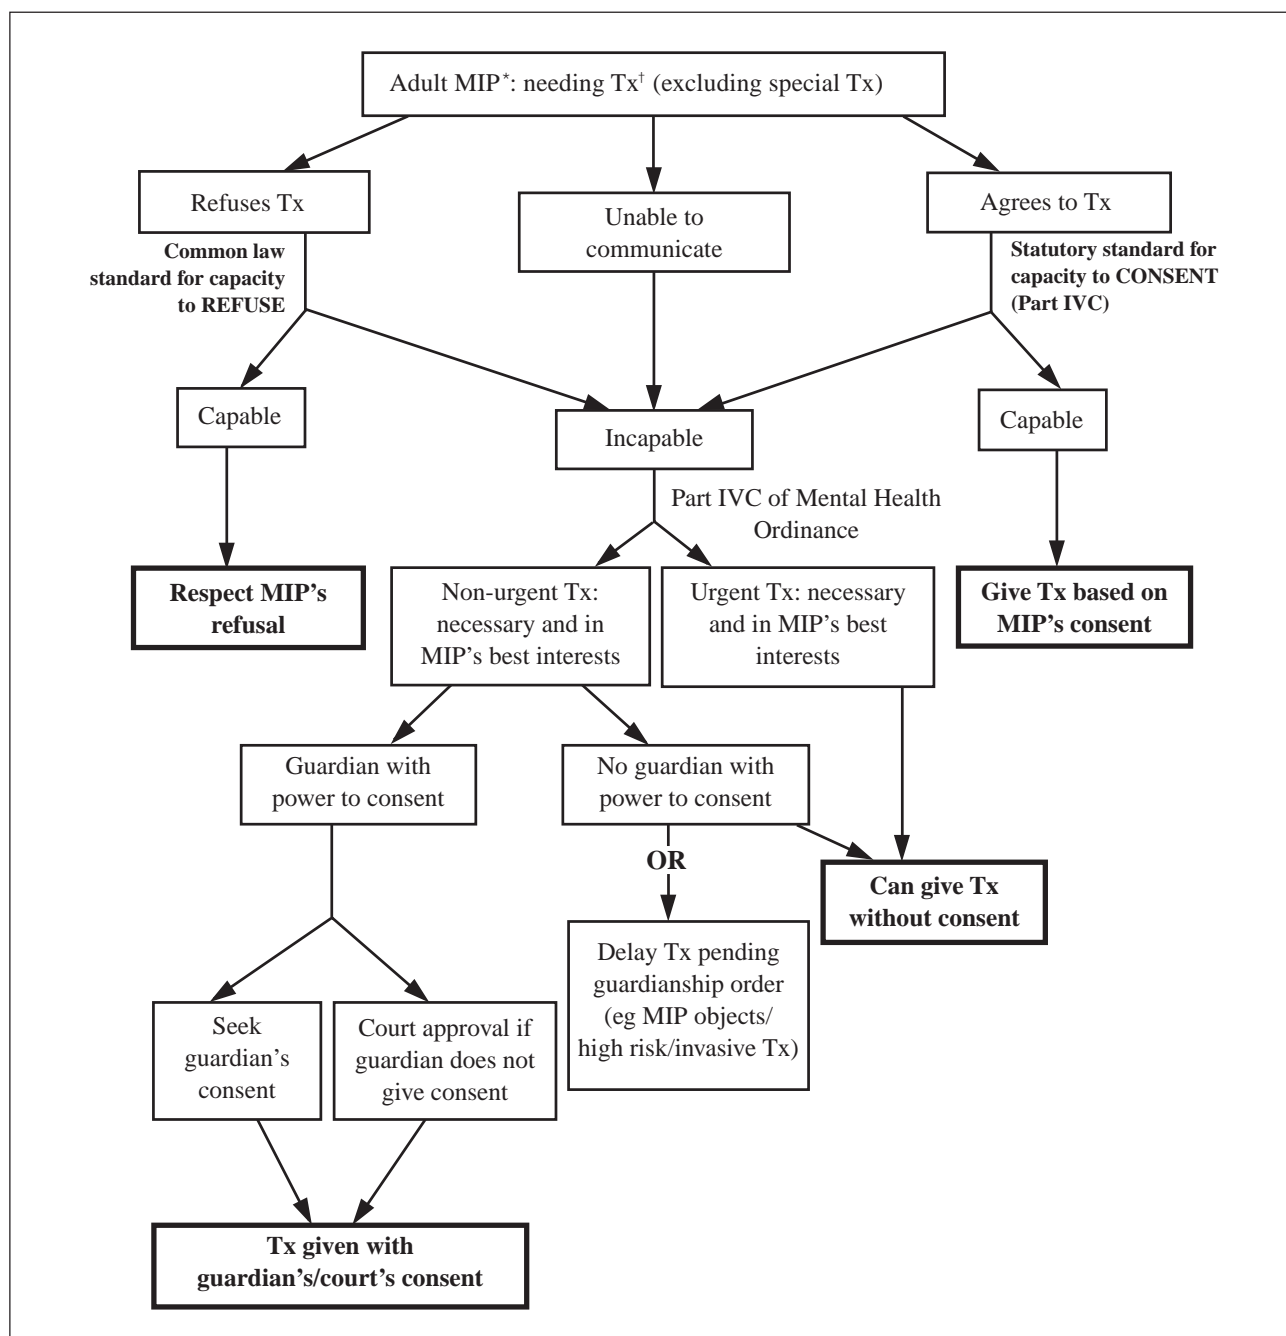 Adult MIP*: needing Tx† (excluding special Tx)
Refuses Tx
Unable to
communicate
Agrees to Tx
Common law
standard for capacity
to REFUSE
Statutory standard for
capacity to CONSENT
(Part IVC)
Capable
Incapable
Capable
Part IVC of Mental Health
Ordinance
Respect MIP's
refusal
Non-urgent Tx:
necessary and in
MIP's best interests
Urgent Tx: necessary
and in MIP's best
interests
Give Tx based on
MIP's consent
Guardian with
power to consent
No guardian with
power to consent
OR
Can give Tx
without consent
Delay Tx pending
guardianship order
(eg MIP objects/
high risk/invasive Tx)
Seek
guardian's
consent
Court approval if
guardian does not
give consent
Tx given with
guardian's/court's consent